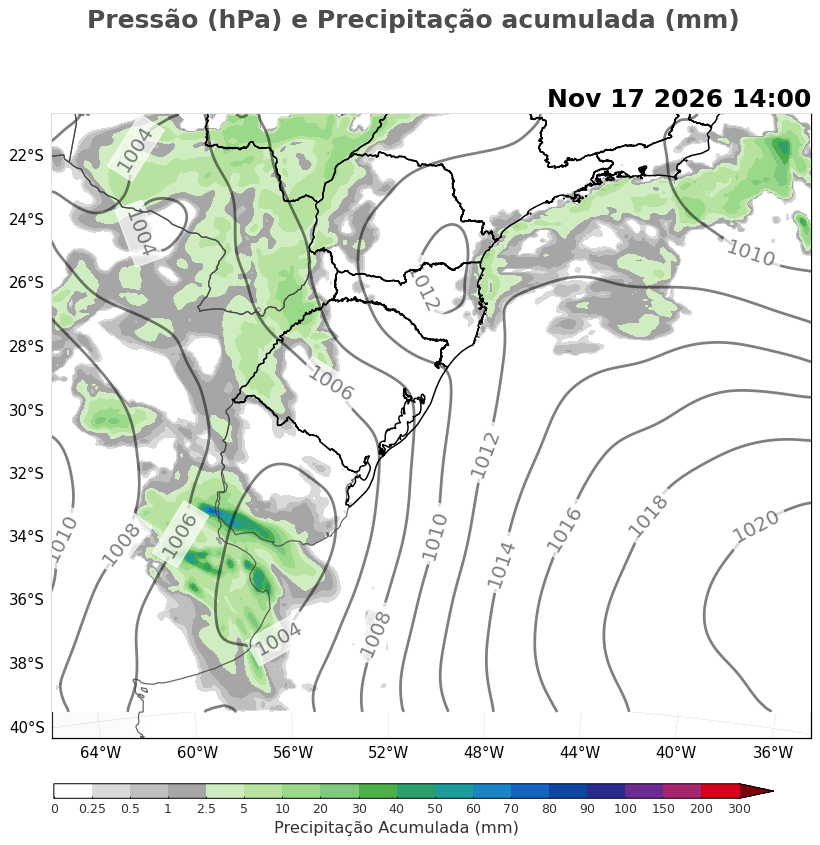 Pressão (hPa) e Precipitação acumulada (mm)
Nov 17 2026 14:00
22°S
24°S
26°S
28°S
30°S
32°S
34°S
36°S
38°S
40°S
1004
1004
1012
1010
1006
1012
1010
1008
1006
1010
1014
1016
1018
1020
1004
1008
64°W 60°W 56°W 52°W 48°W 44°W 40°W 36°W
0 0.25 0.5 1 2.5 5 10 20 30 40 50 60 70 80 90 100 150 200 300
Precipitação Acumulada (mm)